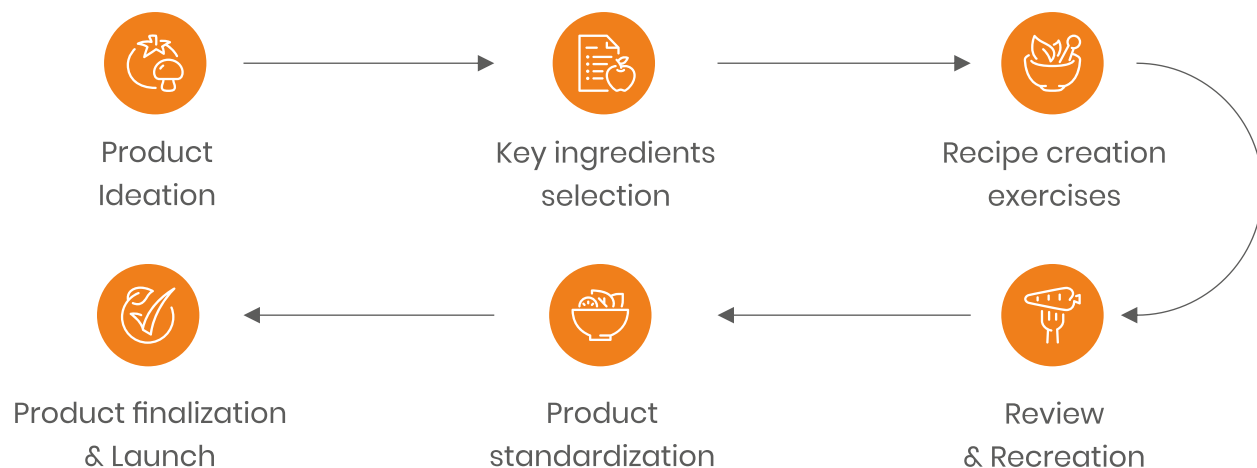 Product
Ideation
Key ingredients
selection
Recipe creation
exercises
Review
& Recreation
Product
standardization
Product finalization
& Launch